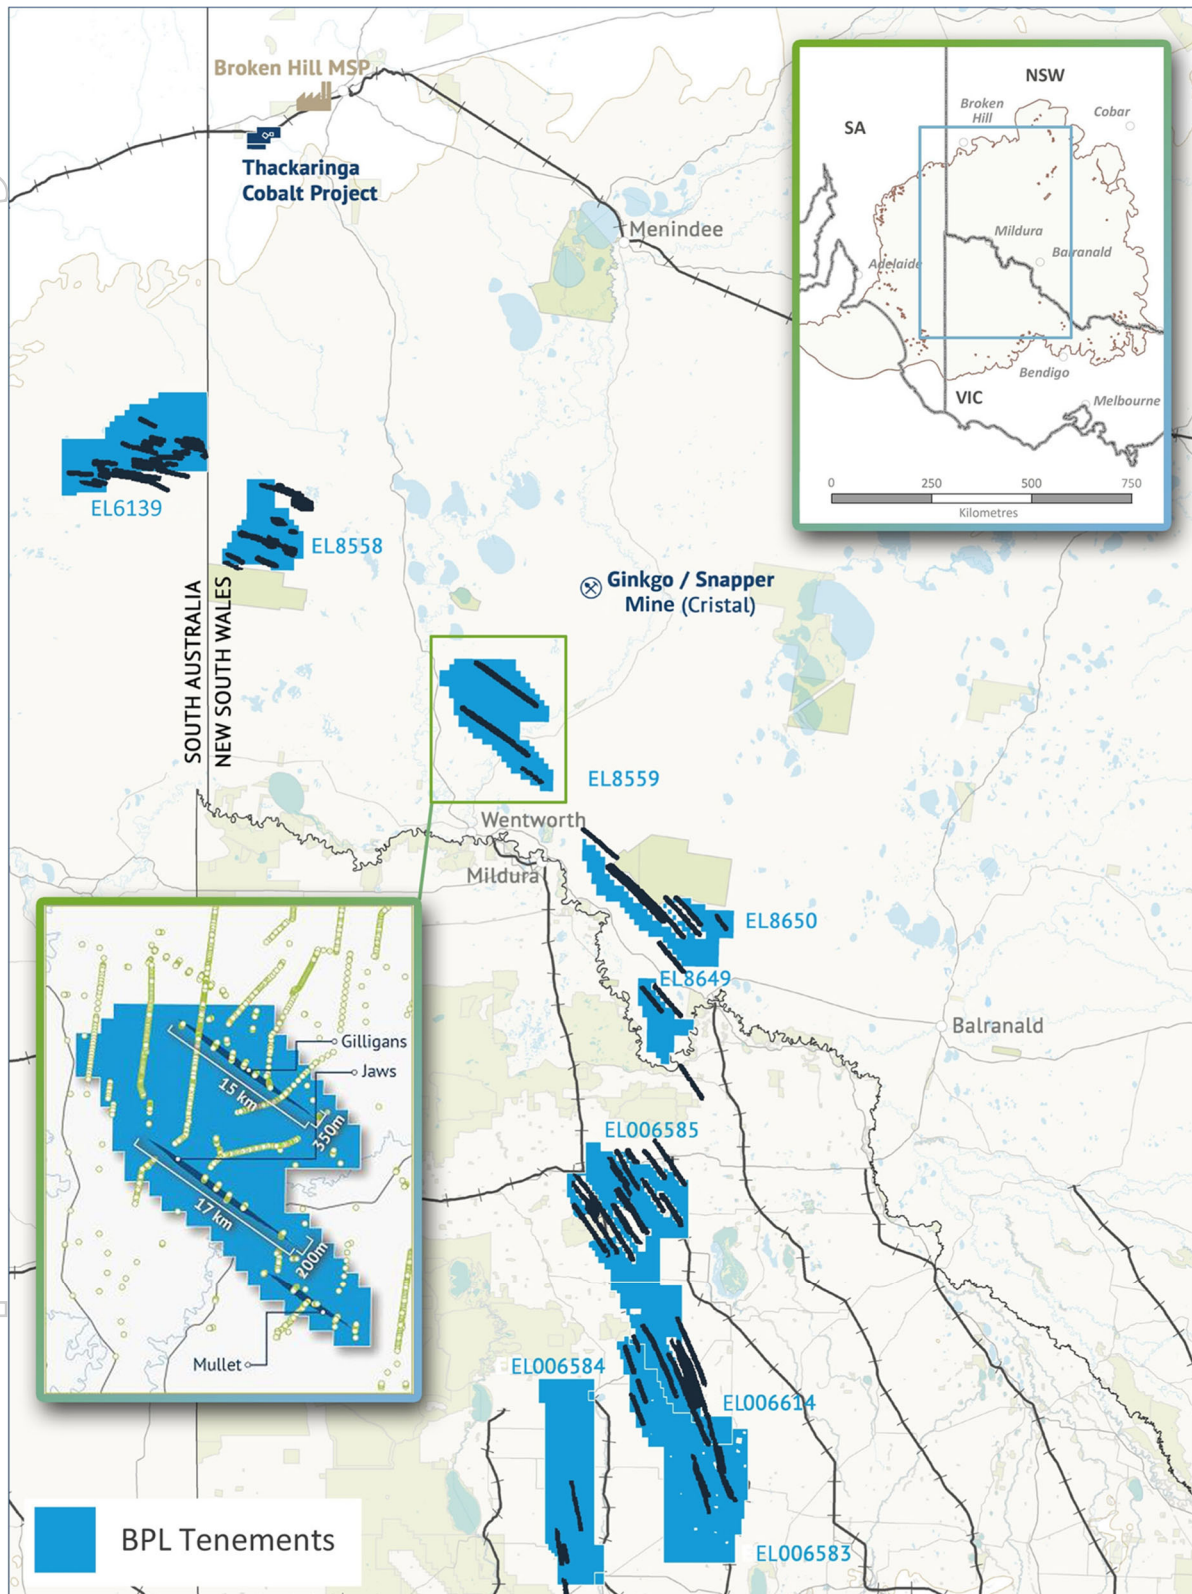 Broken Hill MSP
Thackaringa
Cobalt Project
Menindee
NSW
Broken
Hill
Cobar
SA
Mildura
Balranald
Adelaide
Bendigo
VIC
Melbourne
0 250 500 750
Kilometres
EL6139
EL8558
SOUTH AUSTRALIA
NEW SOUTH WALES
Ginkgo / Snapper
Mine (Cristal)
EL8559
Wentworth
Mildura
EL8650
EL8649
Balranald
Gilligans
Jaws
15 km
350m
17 km
200m
Mullet
EL006585
EL006584
EL006614
EL006583
BPL Tenements